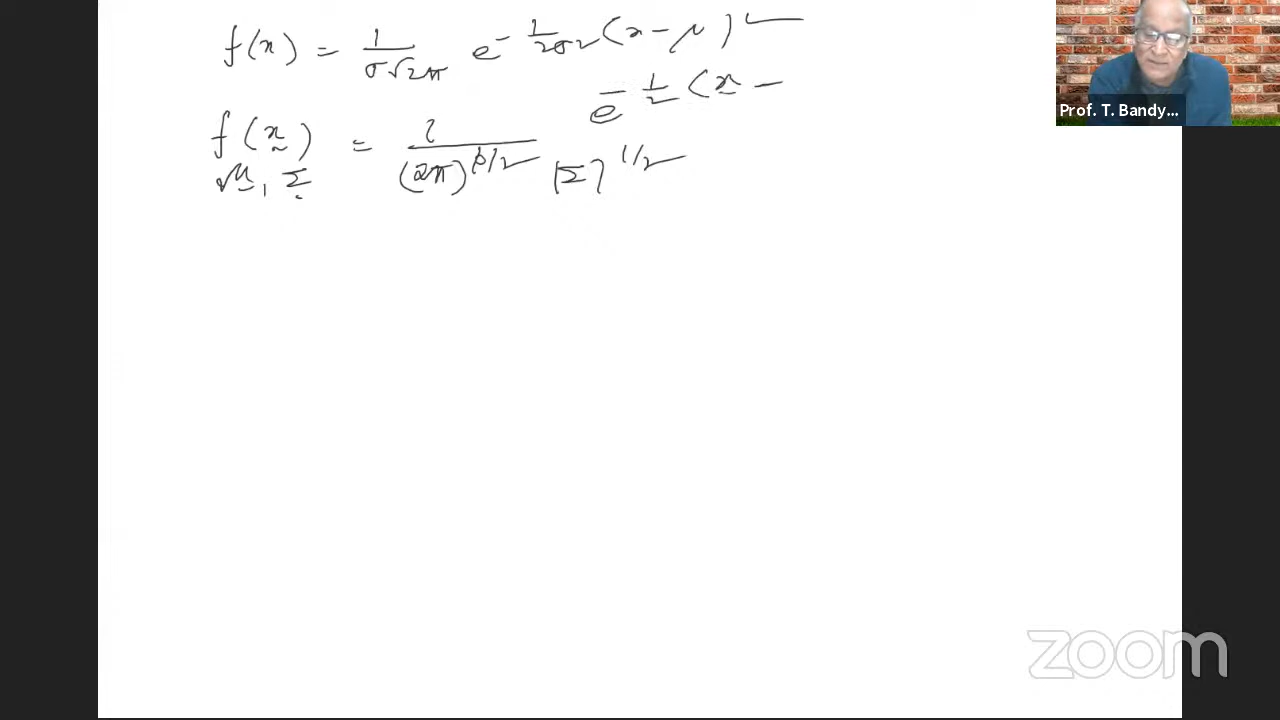 f(x) = 1/(σ√2π) e^(-1/(2σ²) (x - μ)²)
f(x̰) = 1/((2π)^(p/2) |Σ|^(1/2)) e^(-1/2 (x̰ -
μ̰, Σ̰
Prof. T. Bandy...
zoom